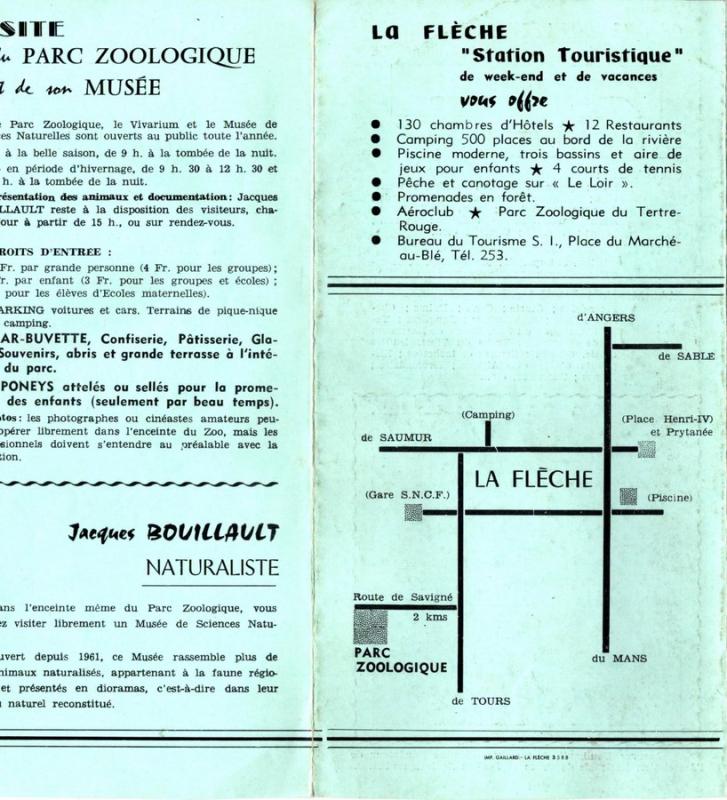 SITE
du PARC ZOOLOGIQUE
t de son MUSÉE
Parc Zoologique, le Vivarium et le Musée de
es Naturelles sont ouverts au public toute l'année.
à la belle saison, de 9 h. à la tombée de la nuit.
en période d'hivernage, de 9 h. 30 à 12 h. 30 et
h. à la tombée de la nuit.
résentation des animaux et documentation: Jacques
LLAULT reste à la disposition des visiteurs, cha-
our à partir de 15 h., ou sur rendez-vous.
ROITS D'ENTRÉE :
Fr. par grande personne (4 Fr. pour les groupes);
r. par enfant (3 Fr. pour les groupes et écoles) ;
pour les élèves d'Ecoles maternelles).
ARKING voitures et cars. Terrains de pique-nique
camping.
AR-BUVETTE, Confiserie, Pâtisserie, Gla-
Souvenirs, abris et grande terrasse à l'inté-
du parc.
PONEYS attelés ou sellés pour la prome-
des enfants (seulement par beau temps).
tos: les photographes ou cinéastes amateurs peu-
opérer librement dans l'enceinte du Zoo, mais les
sionnels doivent s'entendre au préalable avec la
tion.
Jacques BOUILLAULT
NATURALISTE
ans l'enceinte même du Parc Zoologique, vous
ez visiter librement un Musée de Sciences Natu-
uvert depuis 1961, ce Musée rassemble plus de
nimaux naturalisés, appartenant à la faune régio-
et présentés en dioramas, c'est-à-dire dans leur
naturel reconstitué.
La FLÈCHE
"Station Touristique"
de week-end et de vacances
vous offre
● 130 chambres d'Hôtels ★ 12 Restaurants
● Camping 500 places au bord de la rivière
● Piscine moderne, trois bassins et aire de
jeux pour enfants ★ 4 courts de tennis
● Pêche et canotage sur « Le Loir ».
● Promenades en forêt.
● Aéroclub ★ Parc Zoologique du Tertre-
Rouge.
● Bureau du Tourisme S. I., Place du Marché-
au-Blé, Tél. 253.
d'ANGERS
de SABLE
(Camping)
(Place Henri-IV)
et Prytanée
de SAUMUR
LA FLÈCHE
(Gare S.N.C.F.)
(Piscine)
Route de Savigné
2 kms
PARC
ZOOLOGIQUE
du MANS
de TOURS
IMP. GAILLARD - LA FLÈCHE 3588